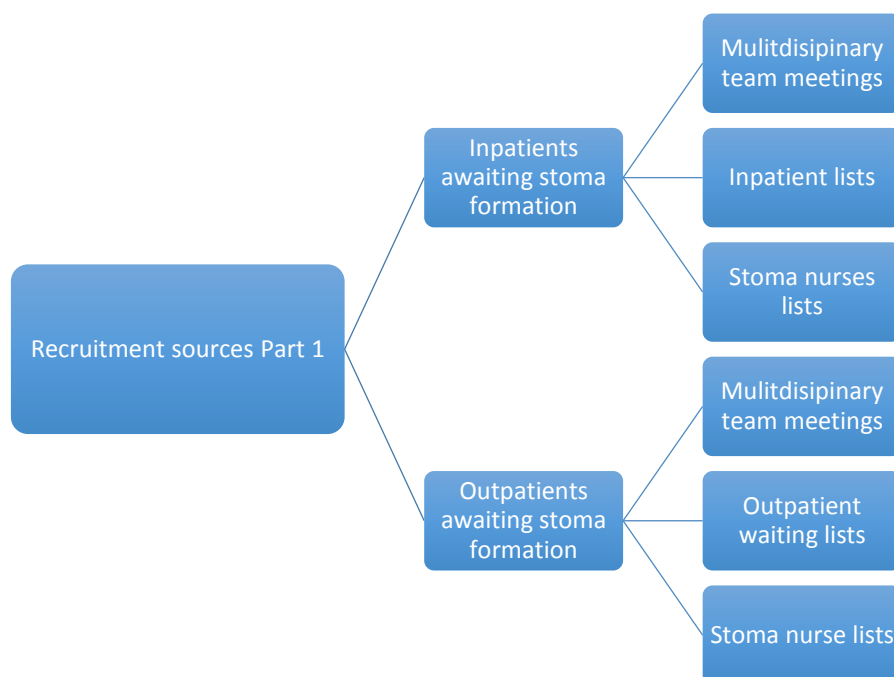 Recruitment sources Part 1
Inpatients
awaiting stoma
formation
Mulitdisipinary
team meetings
Inpatient lists
Stoma nurses
lists
Outpatients
awaiting stoma
formation
Mulitdisipinary
team meetings
Outpatient
waiting lists
Stoma nurse lists